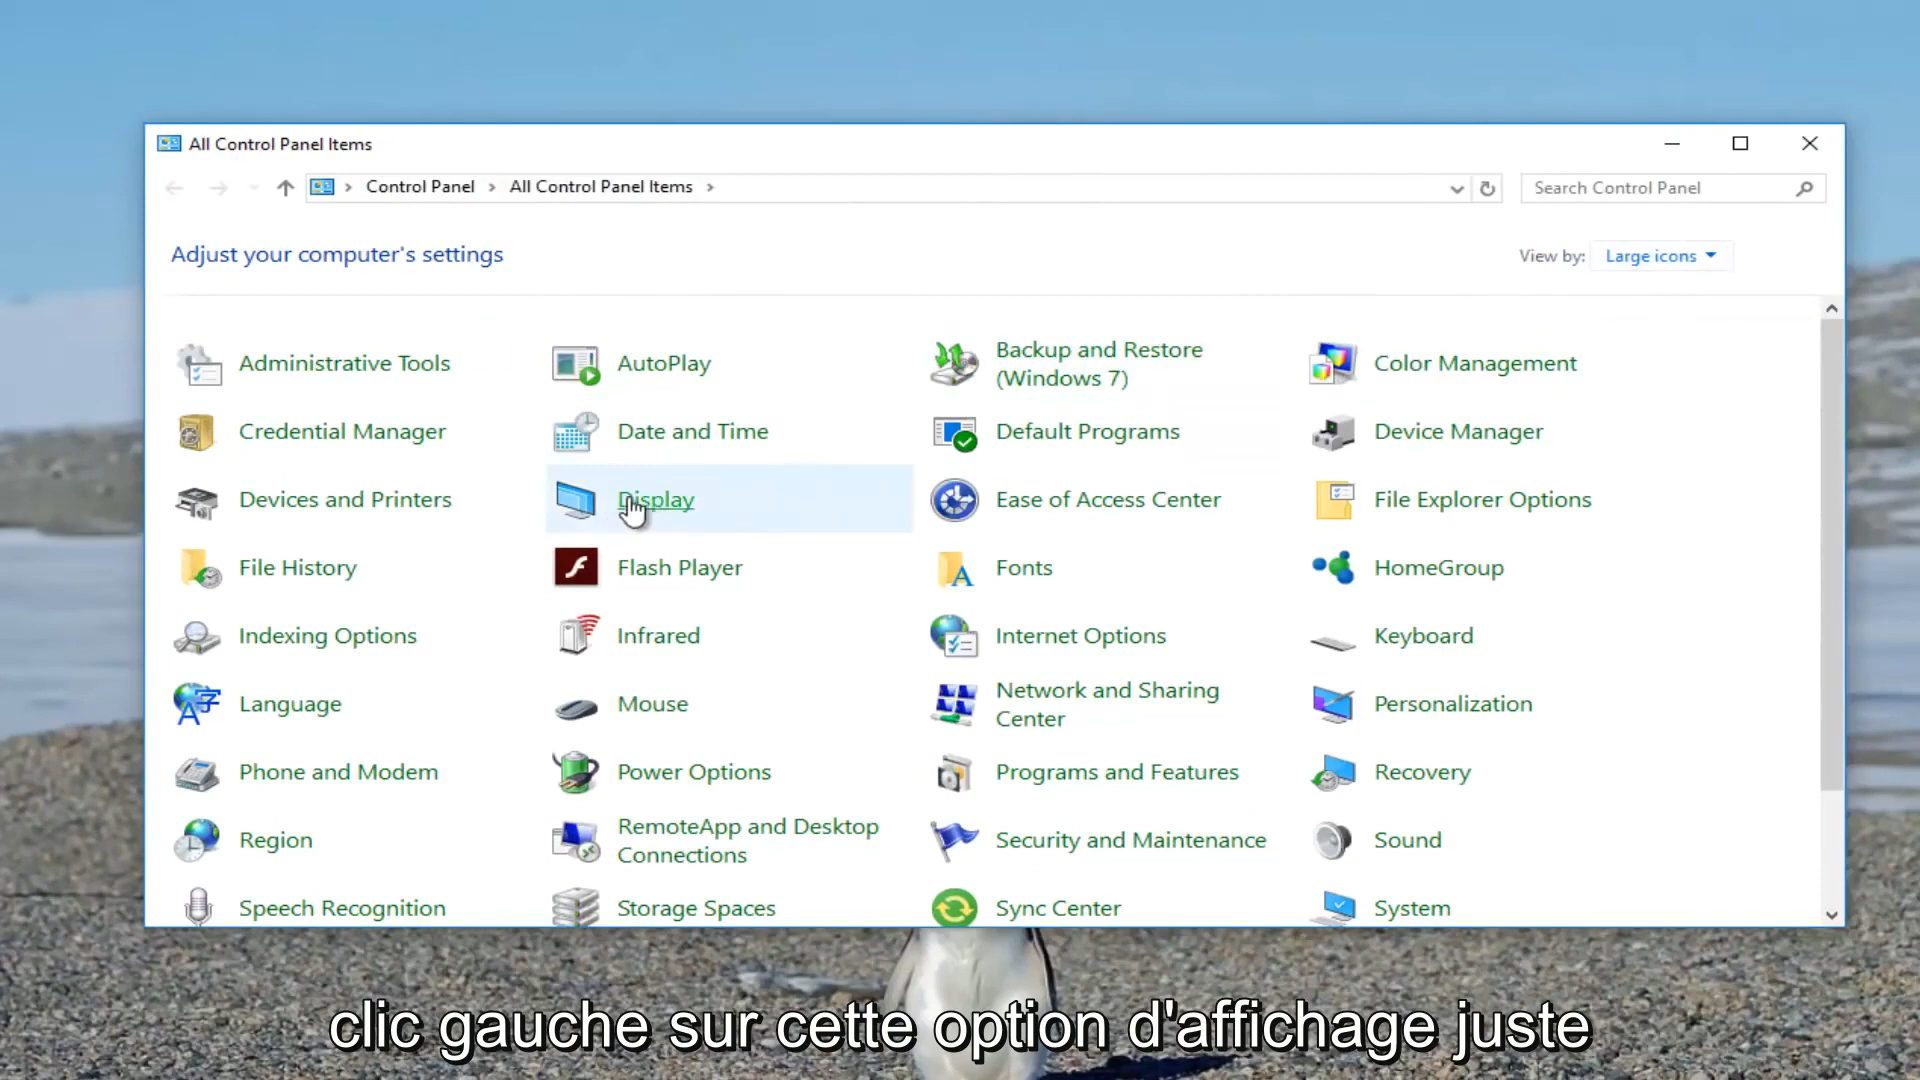 All Control Panel Items
Control Panel
All Control Panel Items
Search Control Panel
Adjust your computer's settings
View by: Large icons
Administrative Tools
AutoPlay
Backup and Restore
(Windows 7)
Color Management
Credential Manager
Date and Time
Default Programs
Device Manager
Devices and Printers
Display
Ease of Access Center
File Explorer Options
File History
Flash Player
Fonts
HomeGroup
Indexing Options
Infrared
Internet Options
Keyboard
Language
Mouse
Network and Sharing
Center
Personalization
Phone and Modem
Power Options
Programs and Features
Recovery
Region
RemoteApp and Desktop
Connections
Security and Maintenance
Sound
Speech Recognition
Storage Spaces
Sync Center
System
clic gauche sur cette option d'affichage juste